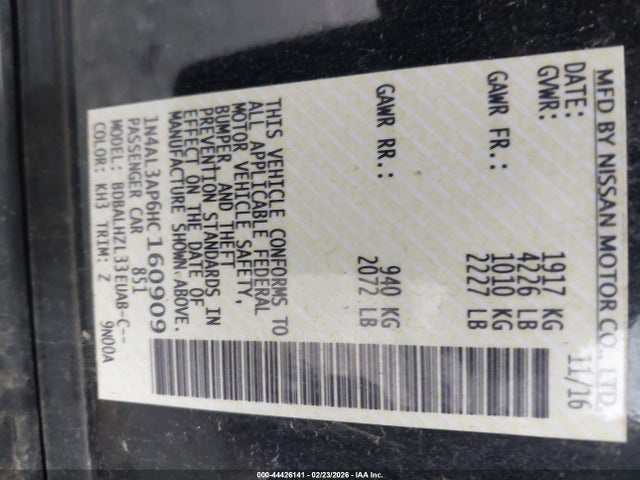 MFD BY NISSAN MOTOR CO., LTD.
DATE: 11/16
GVWR: 1917 KG
4226 LB
GAWR FR.: 1010 KG
2227 LB
GAWR RR.: 940 KG
2072 LB
THIS VEHICLE CONFORMS TO
ALL APPLICABLE FEDERAL
MOTOR VEHICLE SAFETY,
BUMPER AND THEFT
PREVENTION STANDARDS IN
EFFECT ON THE DATE OF
MANUFACTURE SHOWN ABOVE.
1N4AL3AP6HC160909
PASSENGER CAR 851
MODEL: BDBALHZL33EUAB-C--
COLOR: KH3 TRIM: Z 9N00A
000-44426141 - 02/23/2026 - IAA Inc.